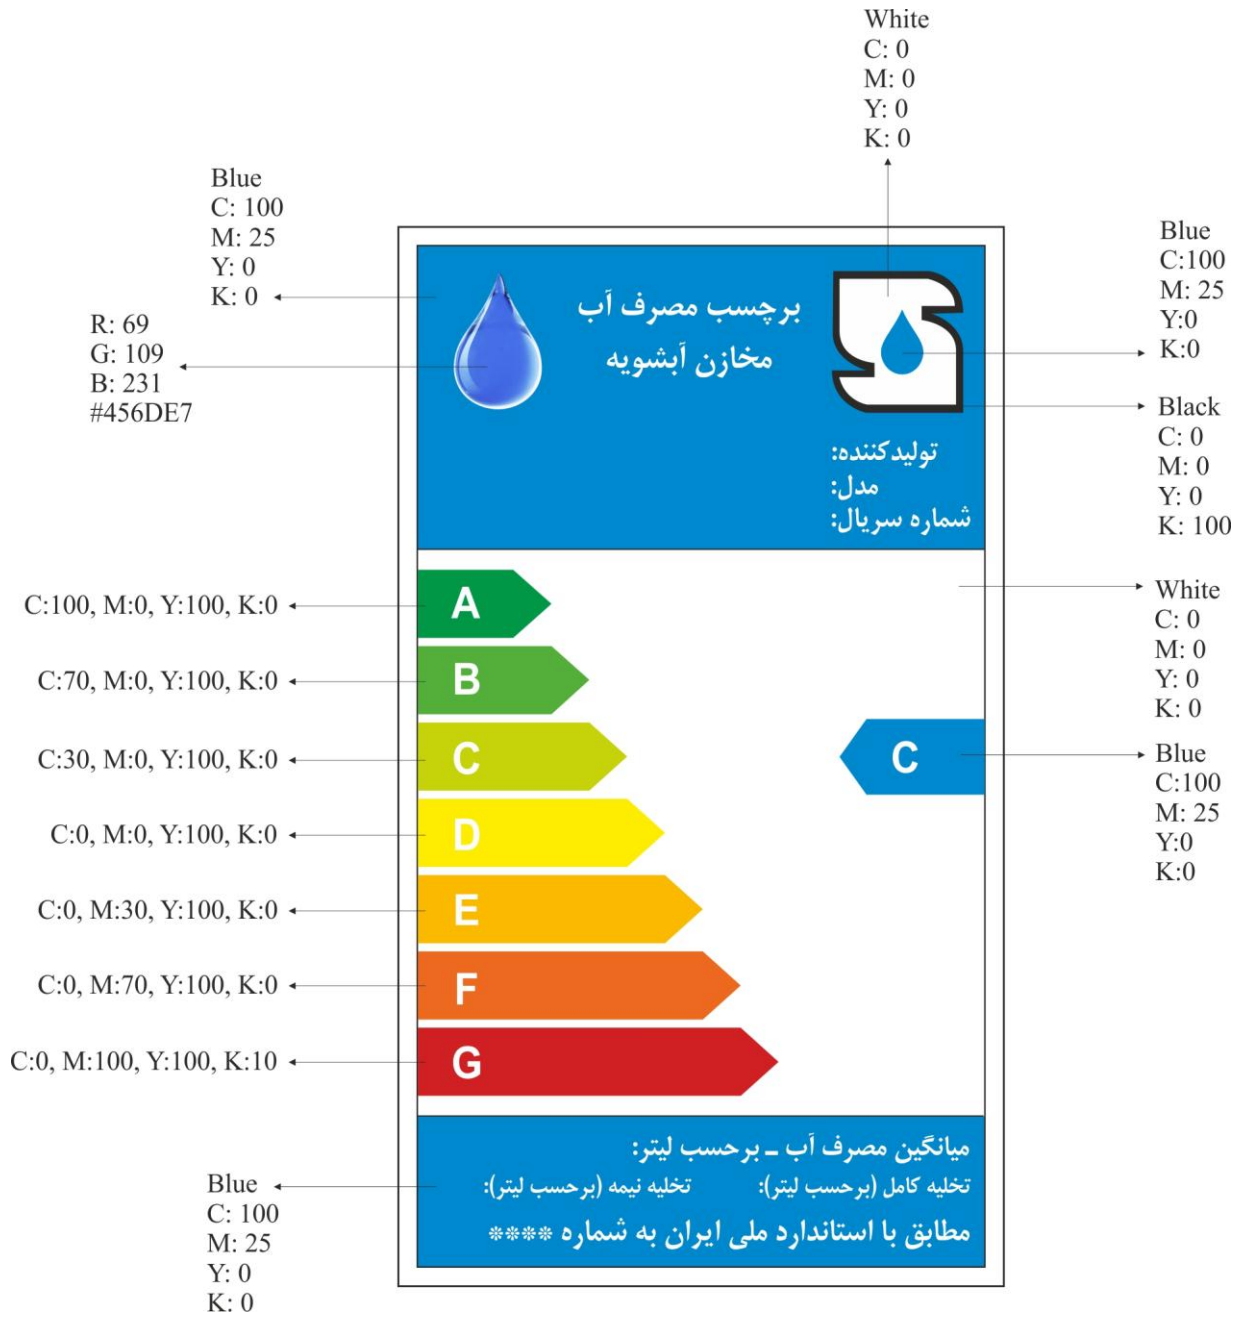 White
C: 0
M: 0
Y: 0
K: 0
Blue
C: 100
M: 25
Y: 0
K: 0
R: 69
G: 109
B: 231
#456DE7
برچسب مصرف آب
مخازن آبشویه
تولیدکننده:
مدل:
شماره سریال:
Blue
C:100
M: 25
Y:0
K:0
Black
C: 0
M: 0
Y: 0
K: 100
White
C: 0
M: 0
Y: 0
K: 0
Blue
C:100
M: 25
Y:0
K:0
C:100, M:0, Y:100, K:0
A
C:70, M:0, Y:100, K:0
B
C:30, M:0, Y:100, K:0
C
C
C:0, M:0, Y:100, K:0
D
C:0, M:30, Y:100, K:0
E
C:0, M:70, Y:100, K:0
F
C:0, M:100, Y:100, K:10
G
میانگین مصرف آب ـ برحسب لیتر:
تخلیه کامل (برحسب لیتر): تخلیه نیمه (برحسب لیتر):
مطابق با استاندارد ملی ایران به شماره ****
Blue
C: 100
M: 25
Y: 0
K: 0